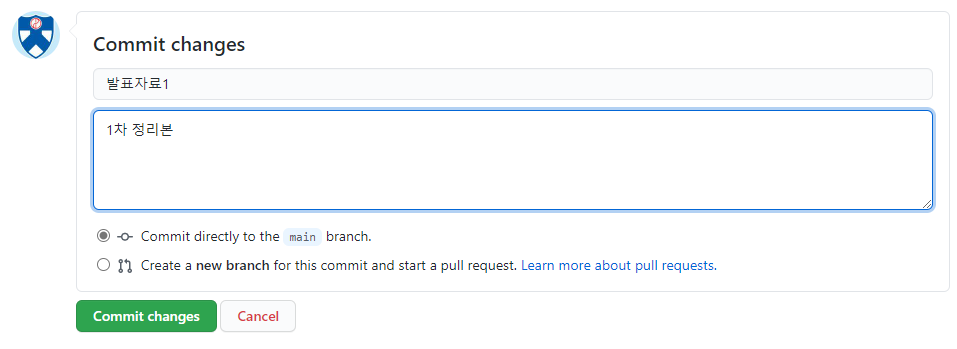 Commit changes
발표자료1
1차 정리본
Commit directly to the main branch.
Create a new branch for this commit and start a pull request. Learn more about pull requests.
Commit changes Cancel